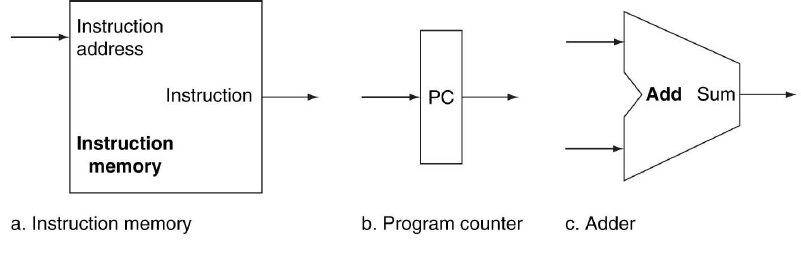 Instruction
address
Instruction
Instruction
memory
a. Instruction memory
PC
b. Program counter
Add Sum
c. Adder